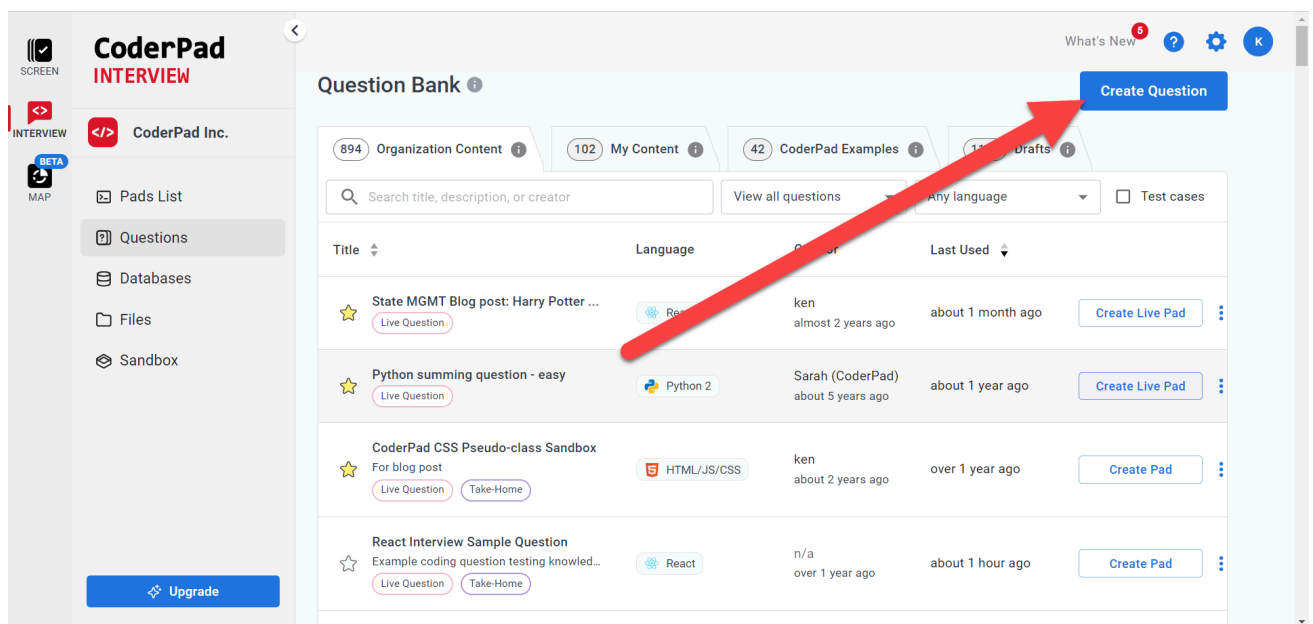 SCREEN
INTERVIEW
BETA
MAP
CoderPad
INTERVIEW
CoderPad Inc.
Pads List
Questions
Databases
Files
Sandbox
Upgrade
What's New 5
?
K
Question Bank
Create Question
894 Organization Content
102 My Content
42 CoderPad Examples
Drafts
Search title, description, or creator
View all questions
Any language
Test cases
Title Language Last Used
State MGMT Blog post: Harry Potter ...
Live Question
ken
almost 2 years ago
about 1 month ago
Create Live Pad
Python summing question - easy
Live Question
Python 2
Sarah (CoderPad)
about 5 years ago
about 1 year ago
Create Live Pad
CoderPad CSS Pseudo-class Sandbox
For blog post
Live Question Take-Home
HTML/JS/CSS
ken
about 2 years ago
over 1 year ago
Create Pad
React Interview Sample Question
Example coding question testing knowled...
Live Question Take-Home
React
n/a
over 1 year ago
about 1 hour ago
Create Pad